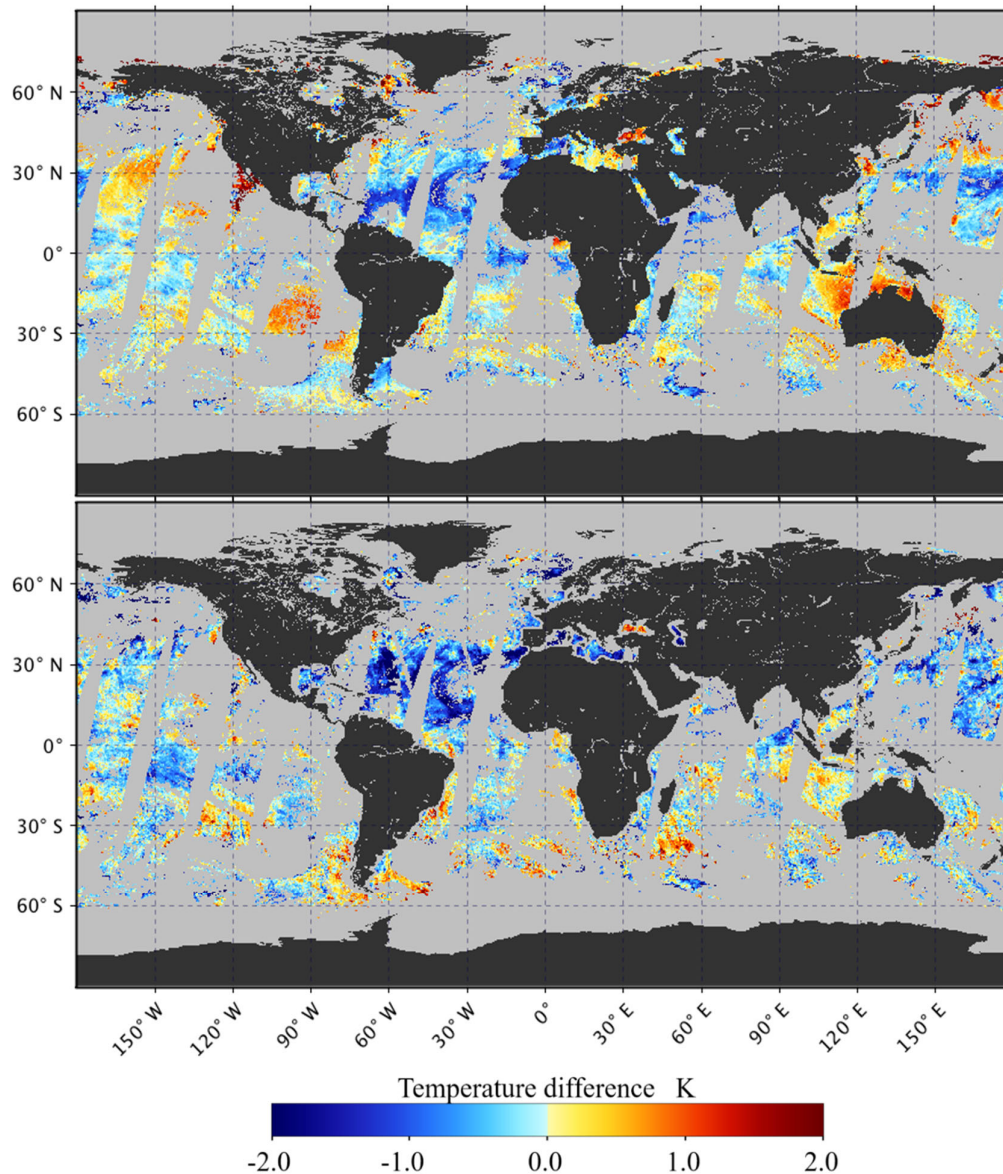 60° N
30° N
0°
30° S
60° S
60° N
30° N
0°
30° S
60° S
150° W
120° W
90° W
60° W
30° W
0°
30° E
60° E
90° E
120° E
150° E
Temperature difference K
-2.0 -1.0 0.0 1.0 2.0